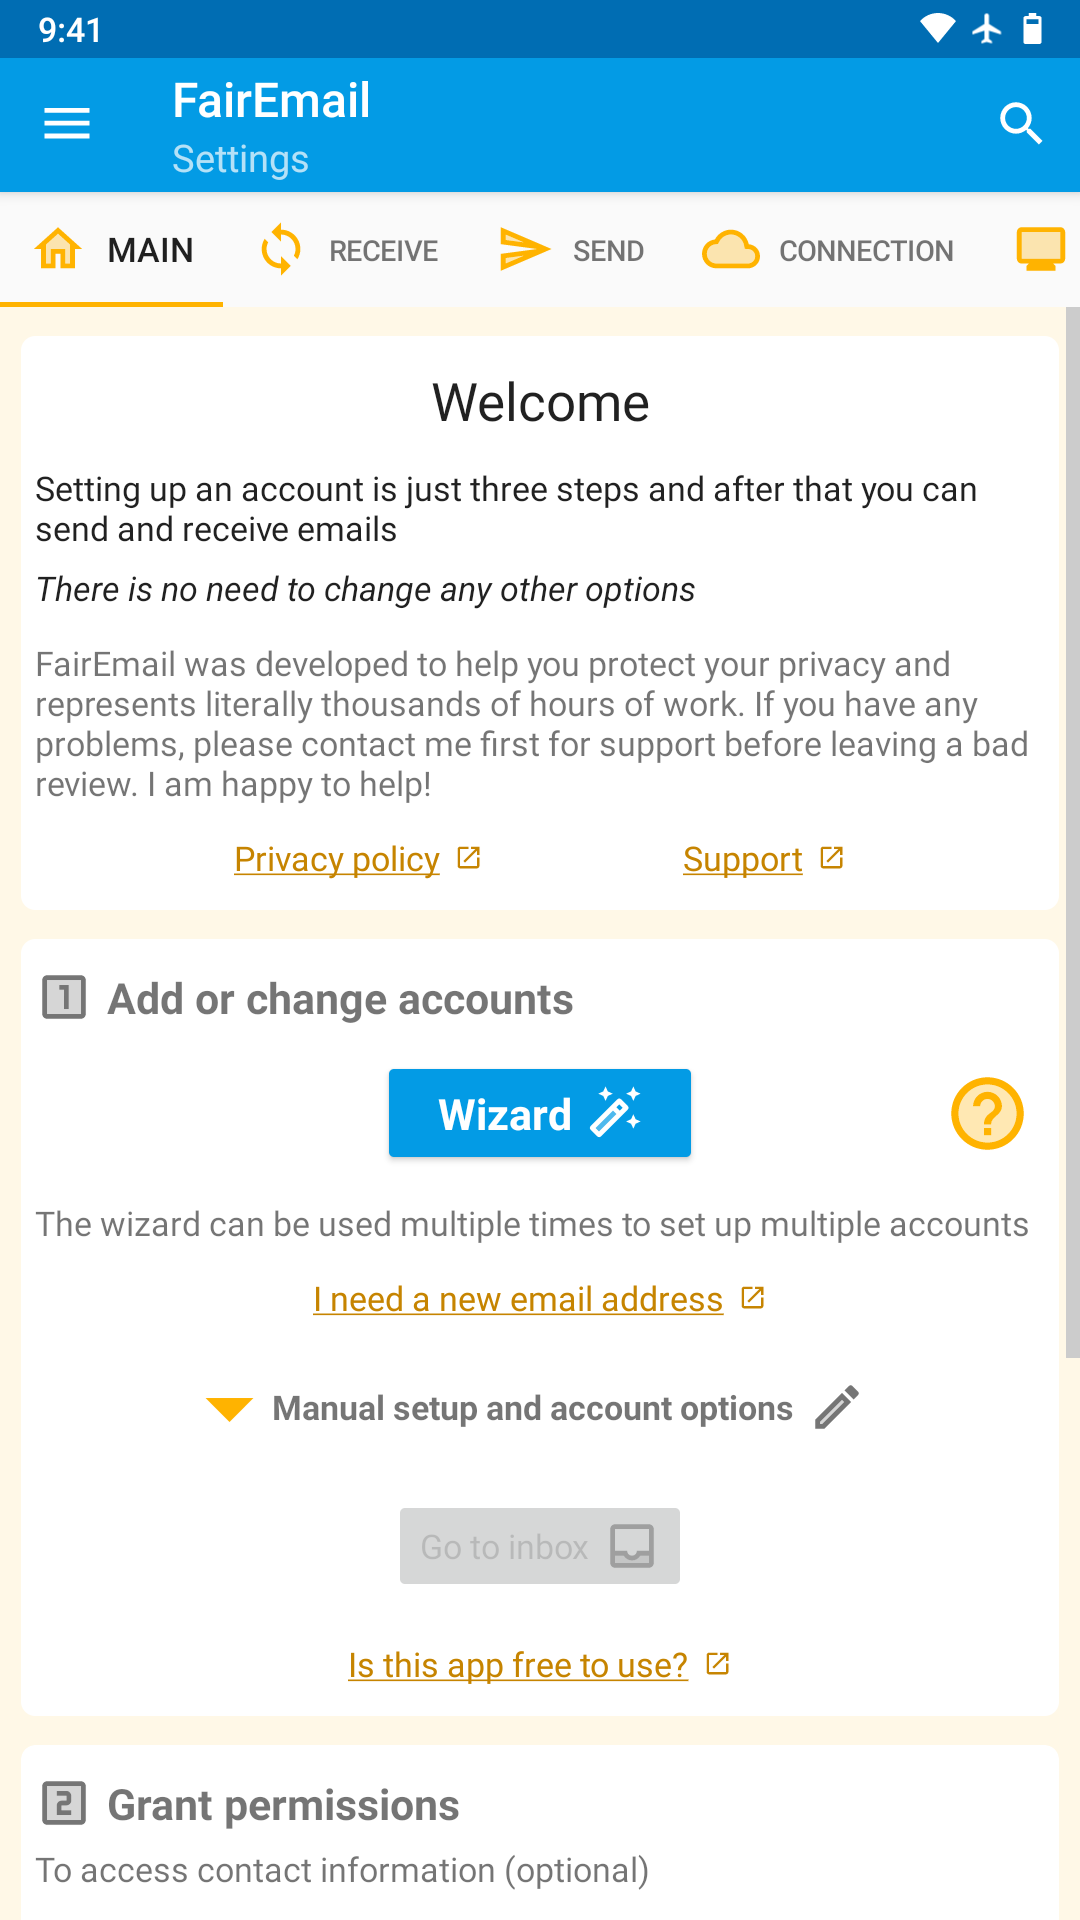 9:41
FairEmail
Settings
MAIN
RECEIVE
SEND
CONNECTION
Welcome
Setting up an account is just three steps and after that you can
send and receive emails
There is no need to change any other options
FairEmail was developed to help you protect your privacy and
represents literally thousands of hours of work. If you have any
problems, please contact me first for support before leaving a bad
review. I am happy to help!
Privacy policy
Support
1 Add or change accounts
Wizard
?
The wizard can be used multiple times to set up multiple accounts
I need a new email address
Manual setup and account options
Go to inbox
Is this app free to use?
2 Grant permissions
To access contact information (optional)